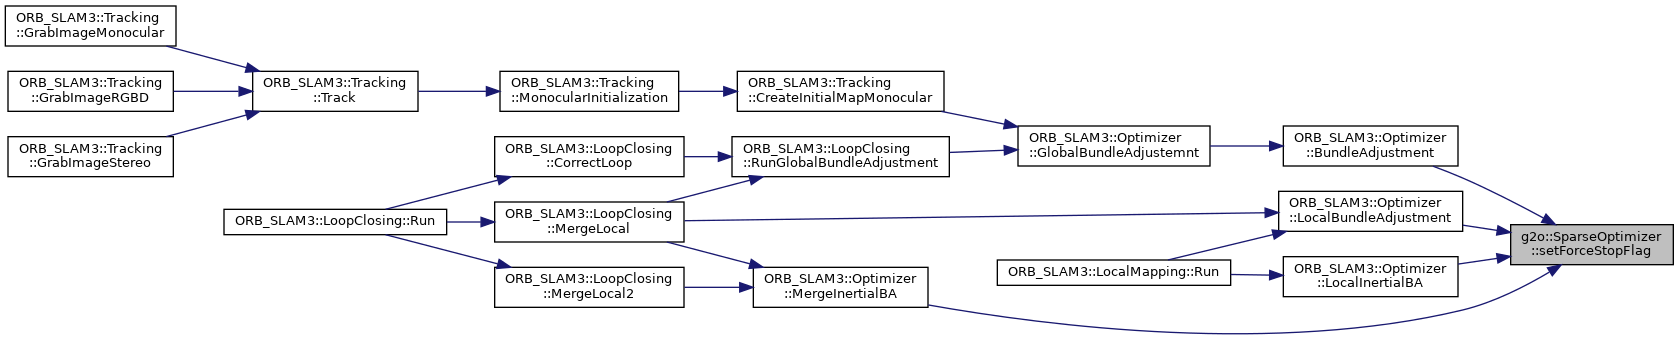 ORB_SLAM3::Tracking
::GrabImageMonocular
ORB_SLAM3::Tracking
::GrabImageRGBD
ORB_SLAM3::Tracking
::GrabImageStereo
ORB_SLAM3::Tracking
::Track
ORB_SLAM3::Tracking
::MonocularInitialization
ORB_SLAM3::Tracking
::CreateInitialMapMonocular
ORB_SLAM3::LoopClosing
::CorrectLoop
ORB_SLAM3::LoopClosing
::RunGlobalBundleAdjustment
ORB_SLAM3::Optimizer
::GlobalBundleAdjustemnt
ORB_SLAM3::Optimizer
::BundleAdjustment
ORB_SLAM3::LoopClosing::Run
ORB_SLAM3::LoopClosing
::MergeLocal
ORB_SLAM3::Optimizer
::LocalBundleAdjustment
g2o::SparseOptimizer
::setForceStopFlag
ORB_SLAM3::LoopClosing
::MergeLocal2
ORB_SLAM3::Optimizer
::MergeInertialBA
ORB_SLAM3::LocalMapping::Run
ORB_SLAM3::Optimizer
::LocalInertialBA